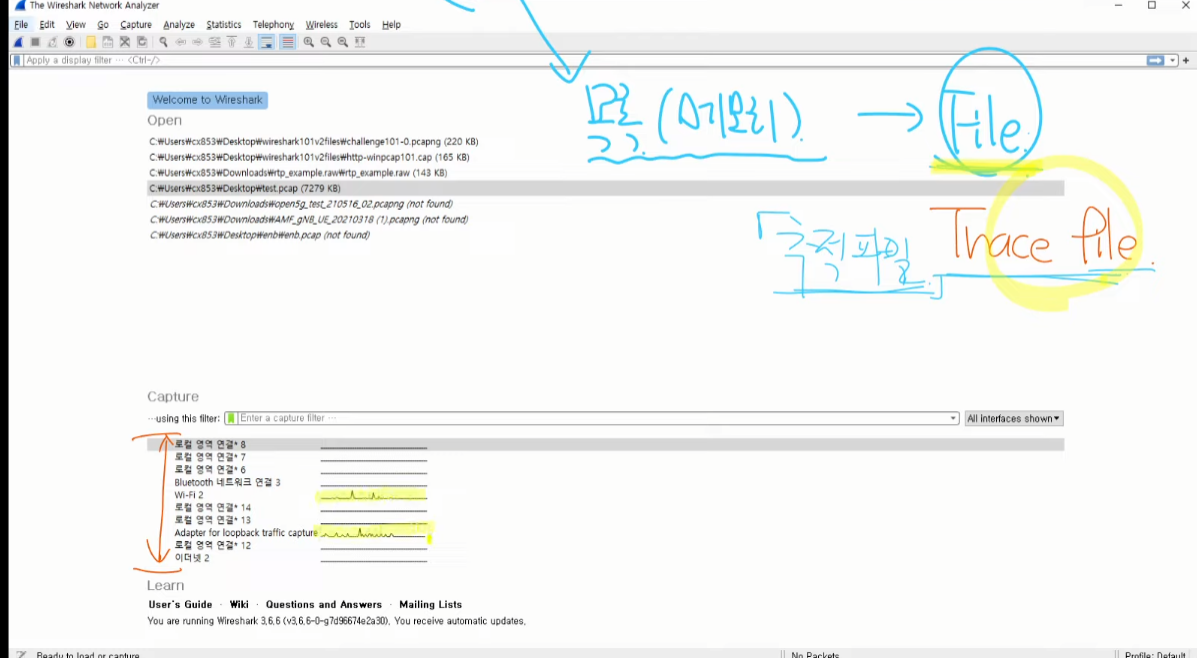 The Wireshark Network Analyzer
File Edit View Go Capture Analyze Statistics Telephony Wireless Tools Help
Apply a display filter ... <Ctrl-/>
Welcome to Wireshark
Open
C:₩Users₩cx853₩Desktop₩wireshark101v2files₩challenge101-0.pcapng (220 KB)
C:₩Users₩cx853₩Desktop₩wireshark101v2files₩http-winpcap101.cap (165 KB)
C:₩Users₩cx853₩Downloads₩rtp_example.raw₩rtp_example.raw (143 KB)
C:₩Users₩cx853₩Desktop₩test.pcap (7279 KB)
C:₩Users₩cx853₩Downloads₩open5g_test_210516_02.pcapng (not found)
C:₩Users₩cx853₩Downloads₩AMF_gNB_UE_20210318 (1).pcapng (not found)
C:₩Users₩cx853₩Desktop₩enb₩enb.pcap (not found)
→ File.
Trace file.
Capture
...using this filter: Enter a capture filter ... All interfaces shown▾
로컬 영역 연결* 8
로컬 영역 연결* 7
로컬 영역 연결* 6
Bluetooth 네트워크 연결 3
Wi-Fi 2
로컬 영역 연결* 14
로컬 영역 연결* 13
Adapter for loopback traffic capture
로컬 영역 연결* 12
이더넷 2
Learn
User's Guide · Wiki · Questions and Answers · Mailing Lists
You are running Wireshark 3.6.6 (v3.6.6-0-g7d96674e2a30). You receive automatic updates.
Ready to load or capture No Packets Profile: Default